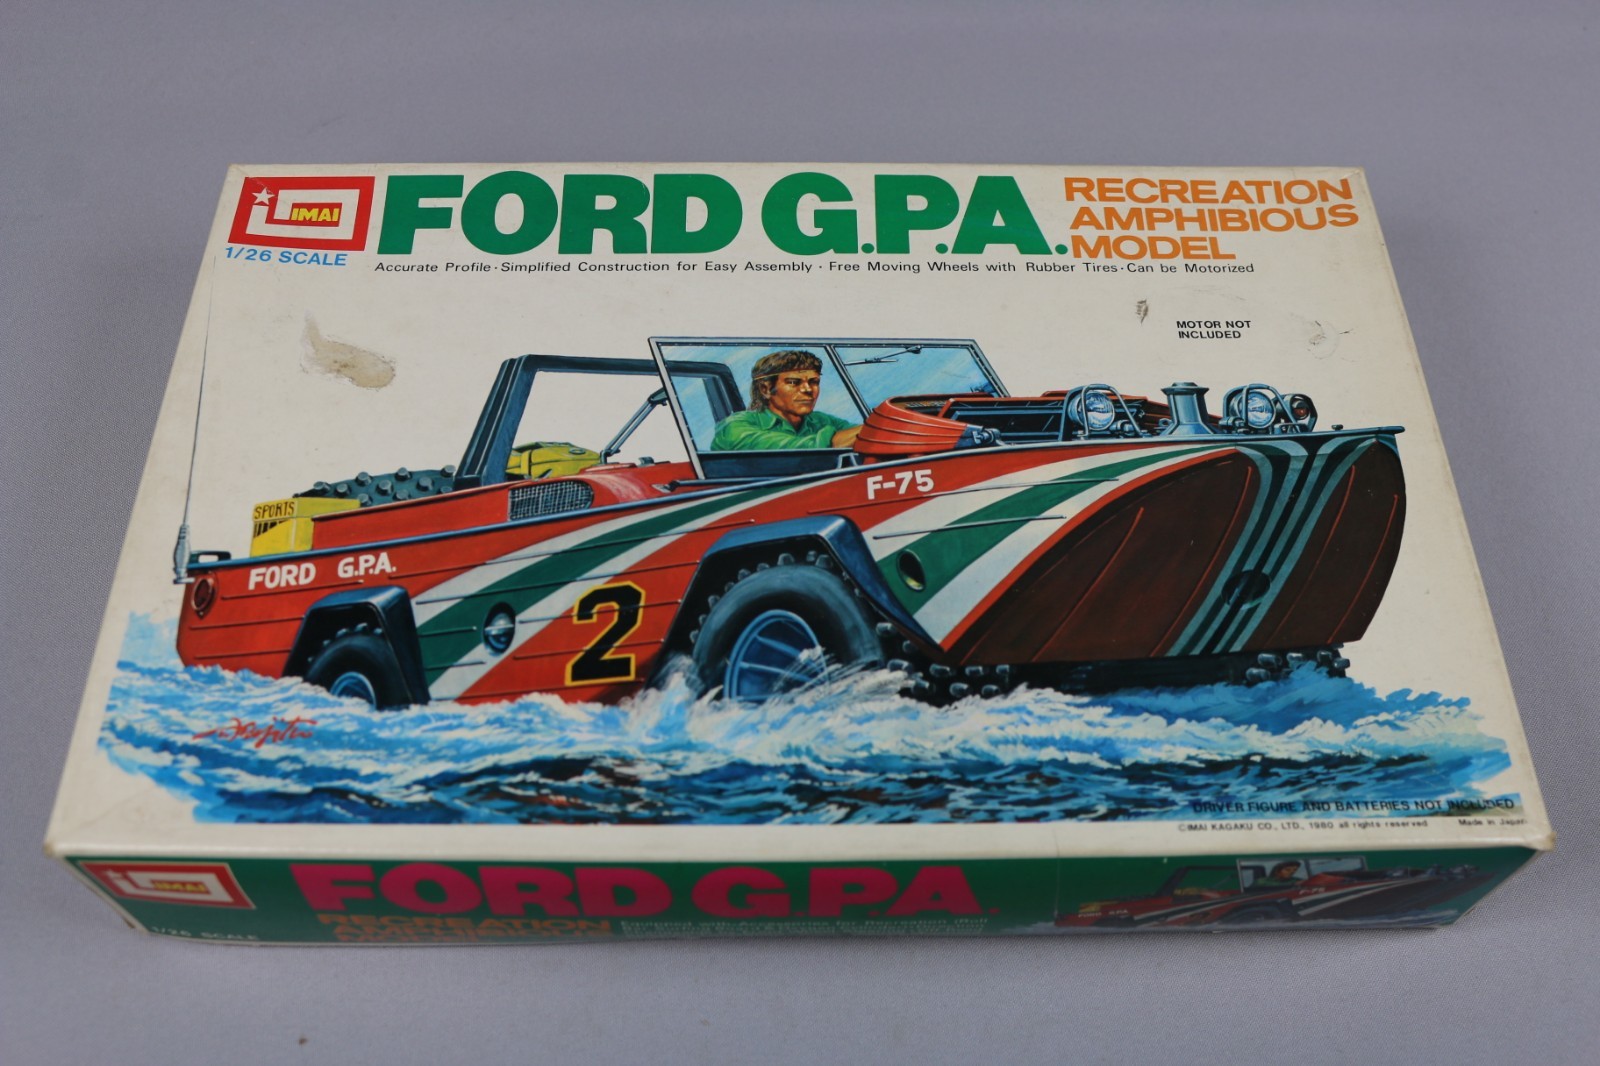 IMAI
1/26 SCALE
FORD G.P.A.
RECREATION
AMPHIBIOUS
MODEL
Accurate Profile · Simplified Construction for Easy Assembly · Free Moving Wheels with Rubber Tires · Can be Motorized
MOTOR NOT
INCLUDED
F-75
SPORTS
FORD G.P.A.
2
DRIVER FIGURE AND BATTERIES NOT INCLUDED
©IMAI KAGAKU CO., LTD., 1980 all rights reserved Made in Japan
IMAI
FORD G.P.A.
RECREATION
F-75
FORD G.P.A.